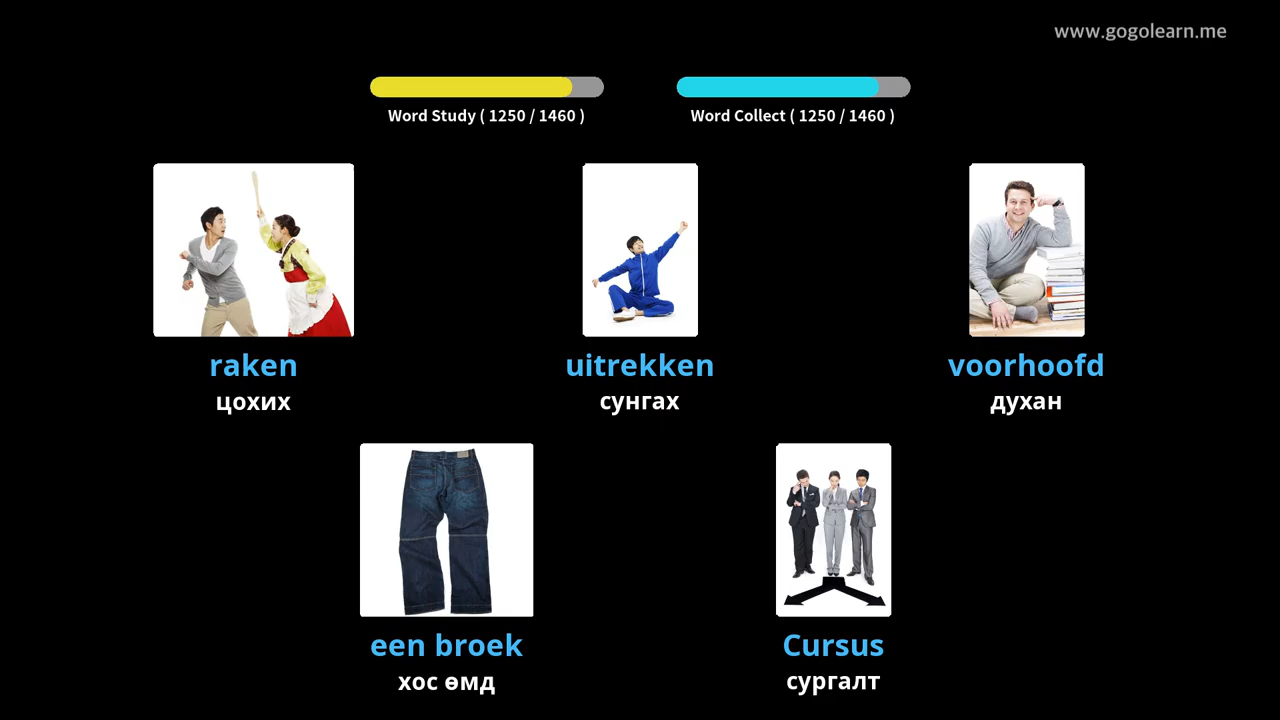 www.gogolearn.me
Word Study ( 1250 / 1460 )
Word Collect ( 1250 / 1460 )
raken
цохих
uitrekken
сунгах
voorhoofd
духан
een broek
хос өмд
Cursus
сургалт